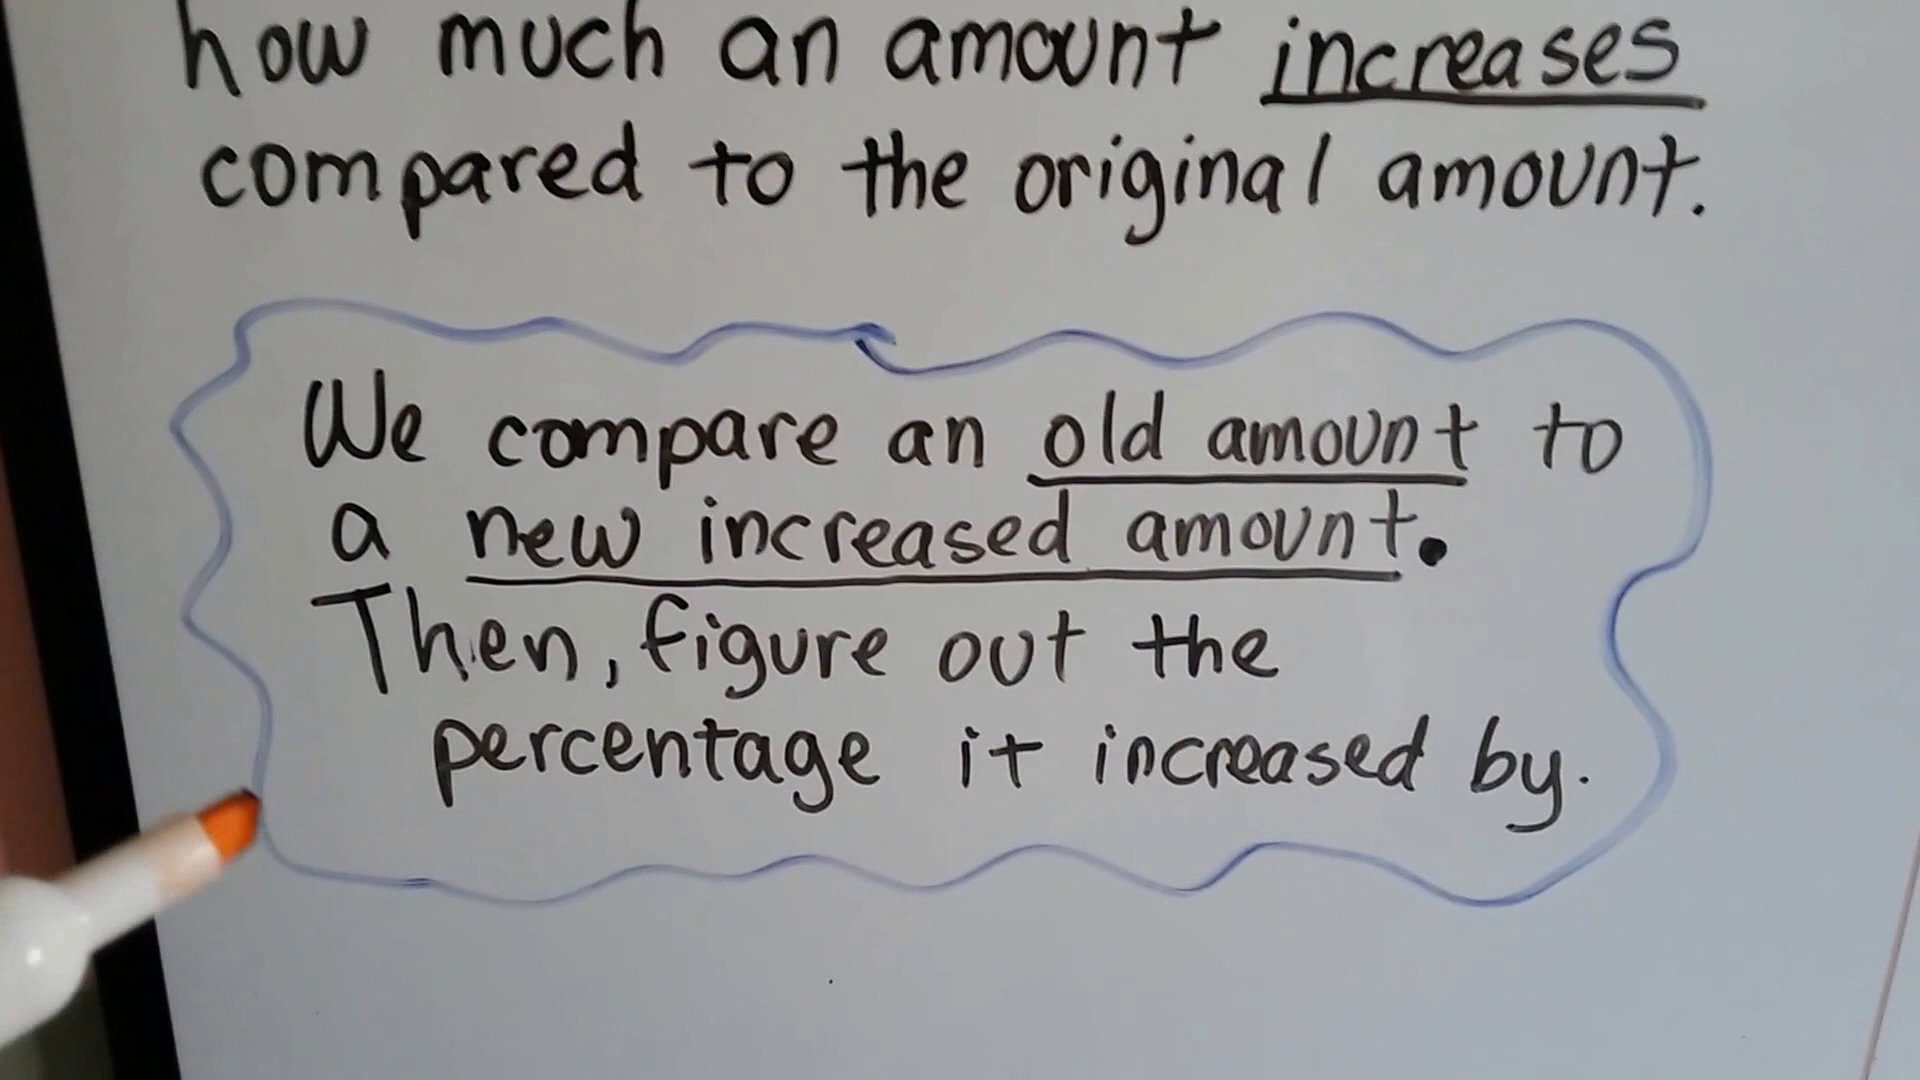 how much an amount increases
compared to the original amount.
We compare an old amount to
a new increased amount.
Then, figure out the
percentage it increased by.